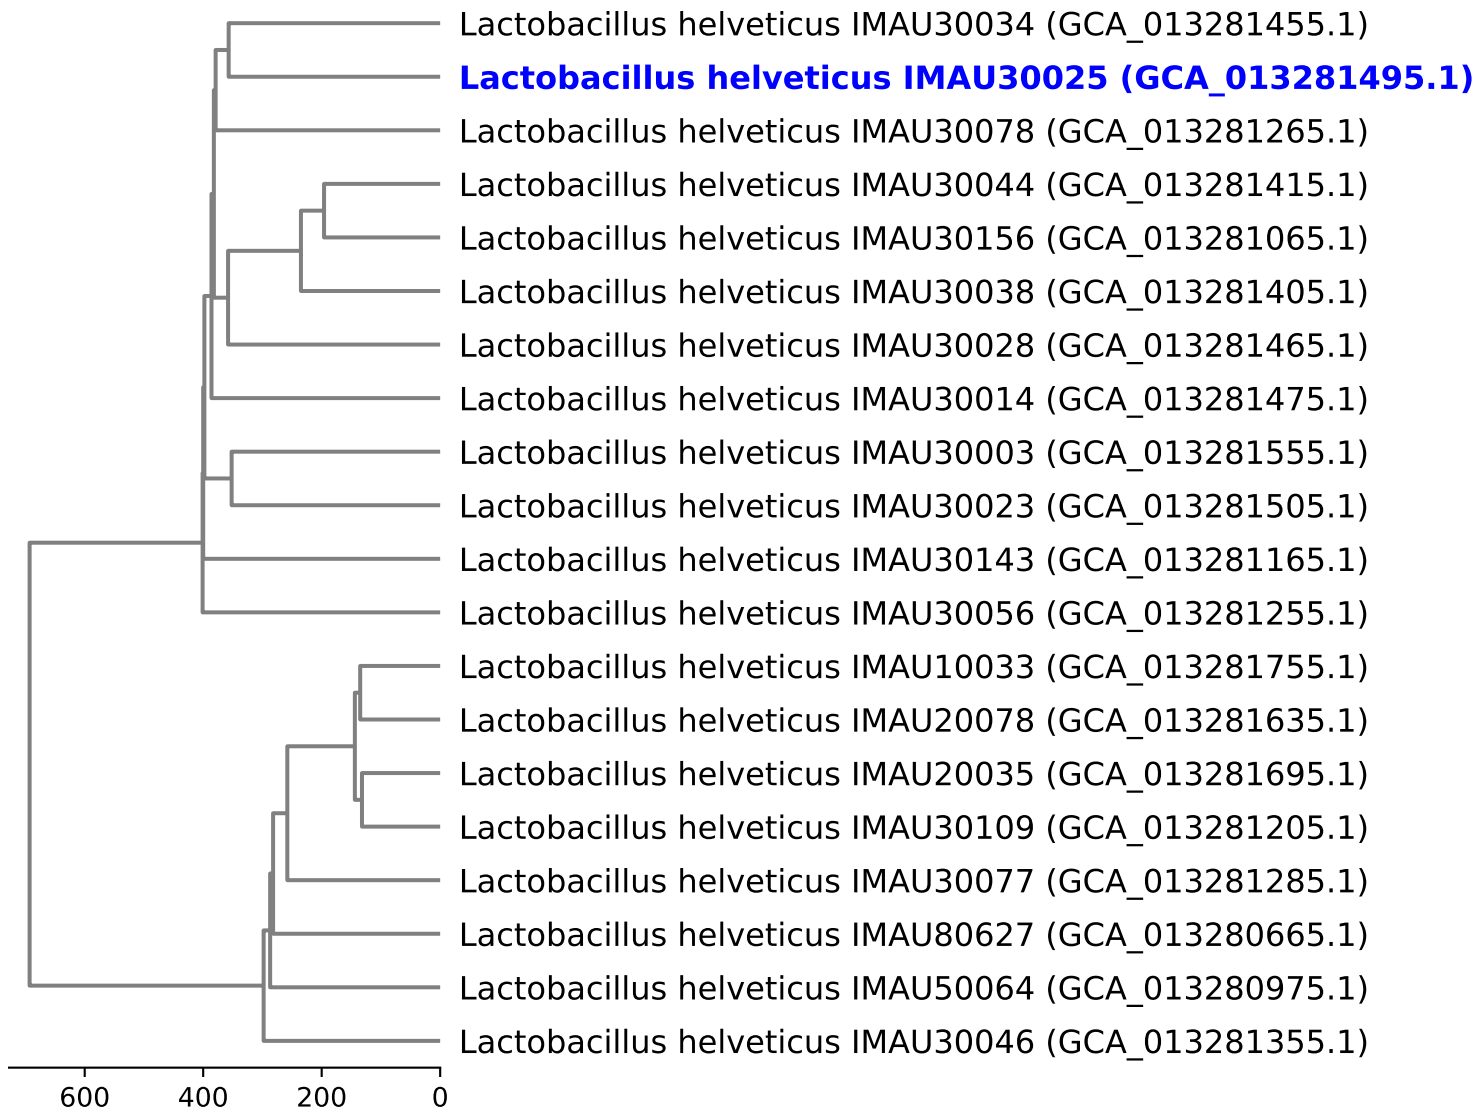 Lactobacillus helveticus IMAU30034 (GCA_013281455.1)
Lactobacillus helveticus IMAU30025 (GCA_013281495.1)
Lactobacillus helveticus IMAU30078 (GCA_013281265.1)
Lactobacillus helveticus IMAU30044 (GCA_013281415.1)
Lactobacillus helveticus IMAU30156 (GCA_013281065.1)
Lactobacillus helveticus IMAU30038 (GCA_013281405.1)
Lactobacillus helveticus IMAU30028 (GCA_013281465.1)
Lactobacillus helveticus IMAU30014 (GCA_013281475.1)
Lactobacillus helveticus IMAU30003 (GCA_013281555.1)
Lactobacillus helveticus IMAU30023 (GCA_013281505.1)
Lactobacillus helveticus IMAU30143 (GCA_013281165.1)
Lactobacillus helveticus IMAU30056 (GCA_013281255.1)
Lactobacillus helveticus IMAU10033 (GCA_013281755.1)
Lactobacillus helveticus IMAU20078 (GCA_013281635.1)
Lactobacillus helveticus IMAU20035 (GCA_013281695.1)
Lactobacillus helveticus IMAU30109 (GCA_013281205.1)
Lactobacillus helveticus IMAU30077 (GCA_013281285.1)
Lactobacillus helveticus IMAU80627 (GCA_013280665.1)
Lactobacillus helveticus IMAU50064 (GCA_013280975.1)
Lactobacillus helveticus IMAU30046 (GCA_013281355.1)
600 400 200 0